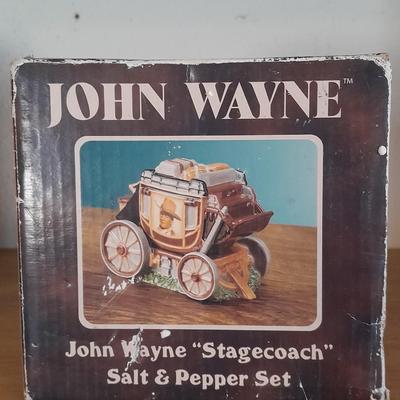 JOHN WAYNE™
John Wayne "Stagecoach"
Salt & Pepper Set